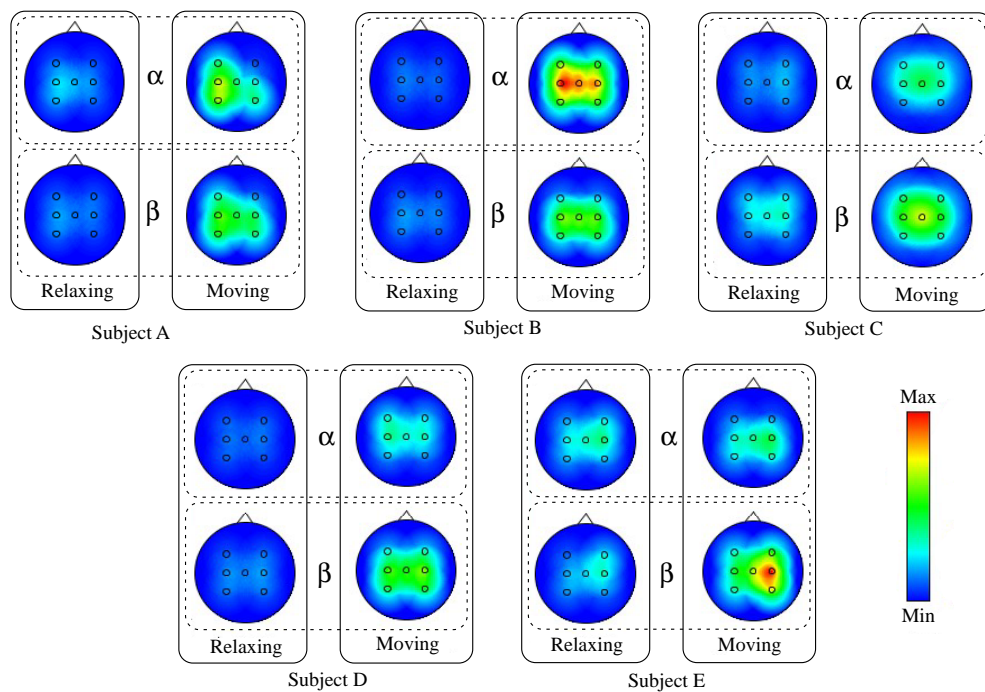 α
β
Relaxing Moving
Subject A
α
β
Relaxing Moving
Subject B
α
β
Relaxing Moving
Subject C
α
β
Relaxing Moving
Subject D
α
β
Relaxing Moving
Subject E
Max
Min